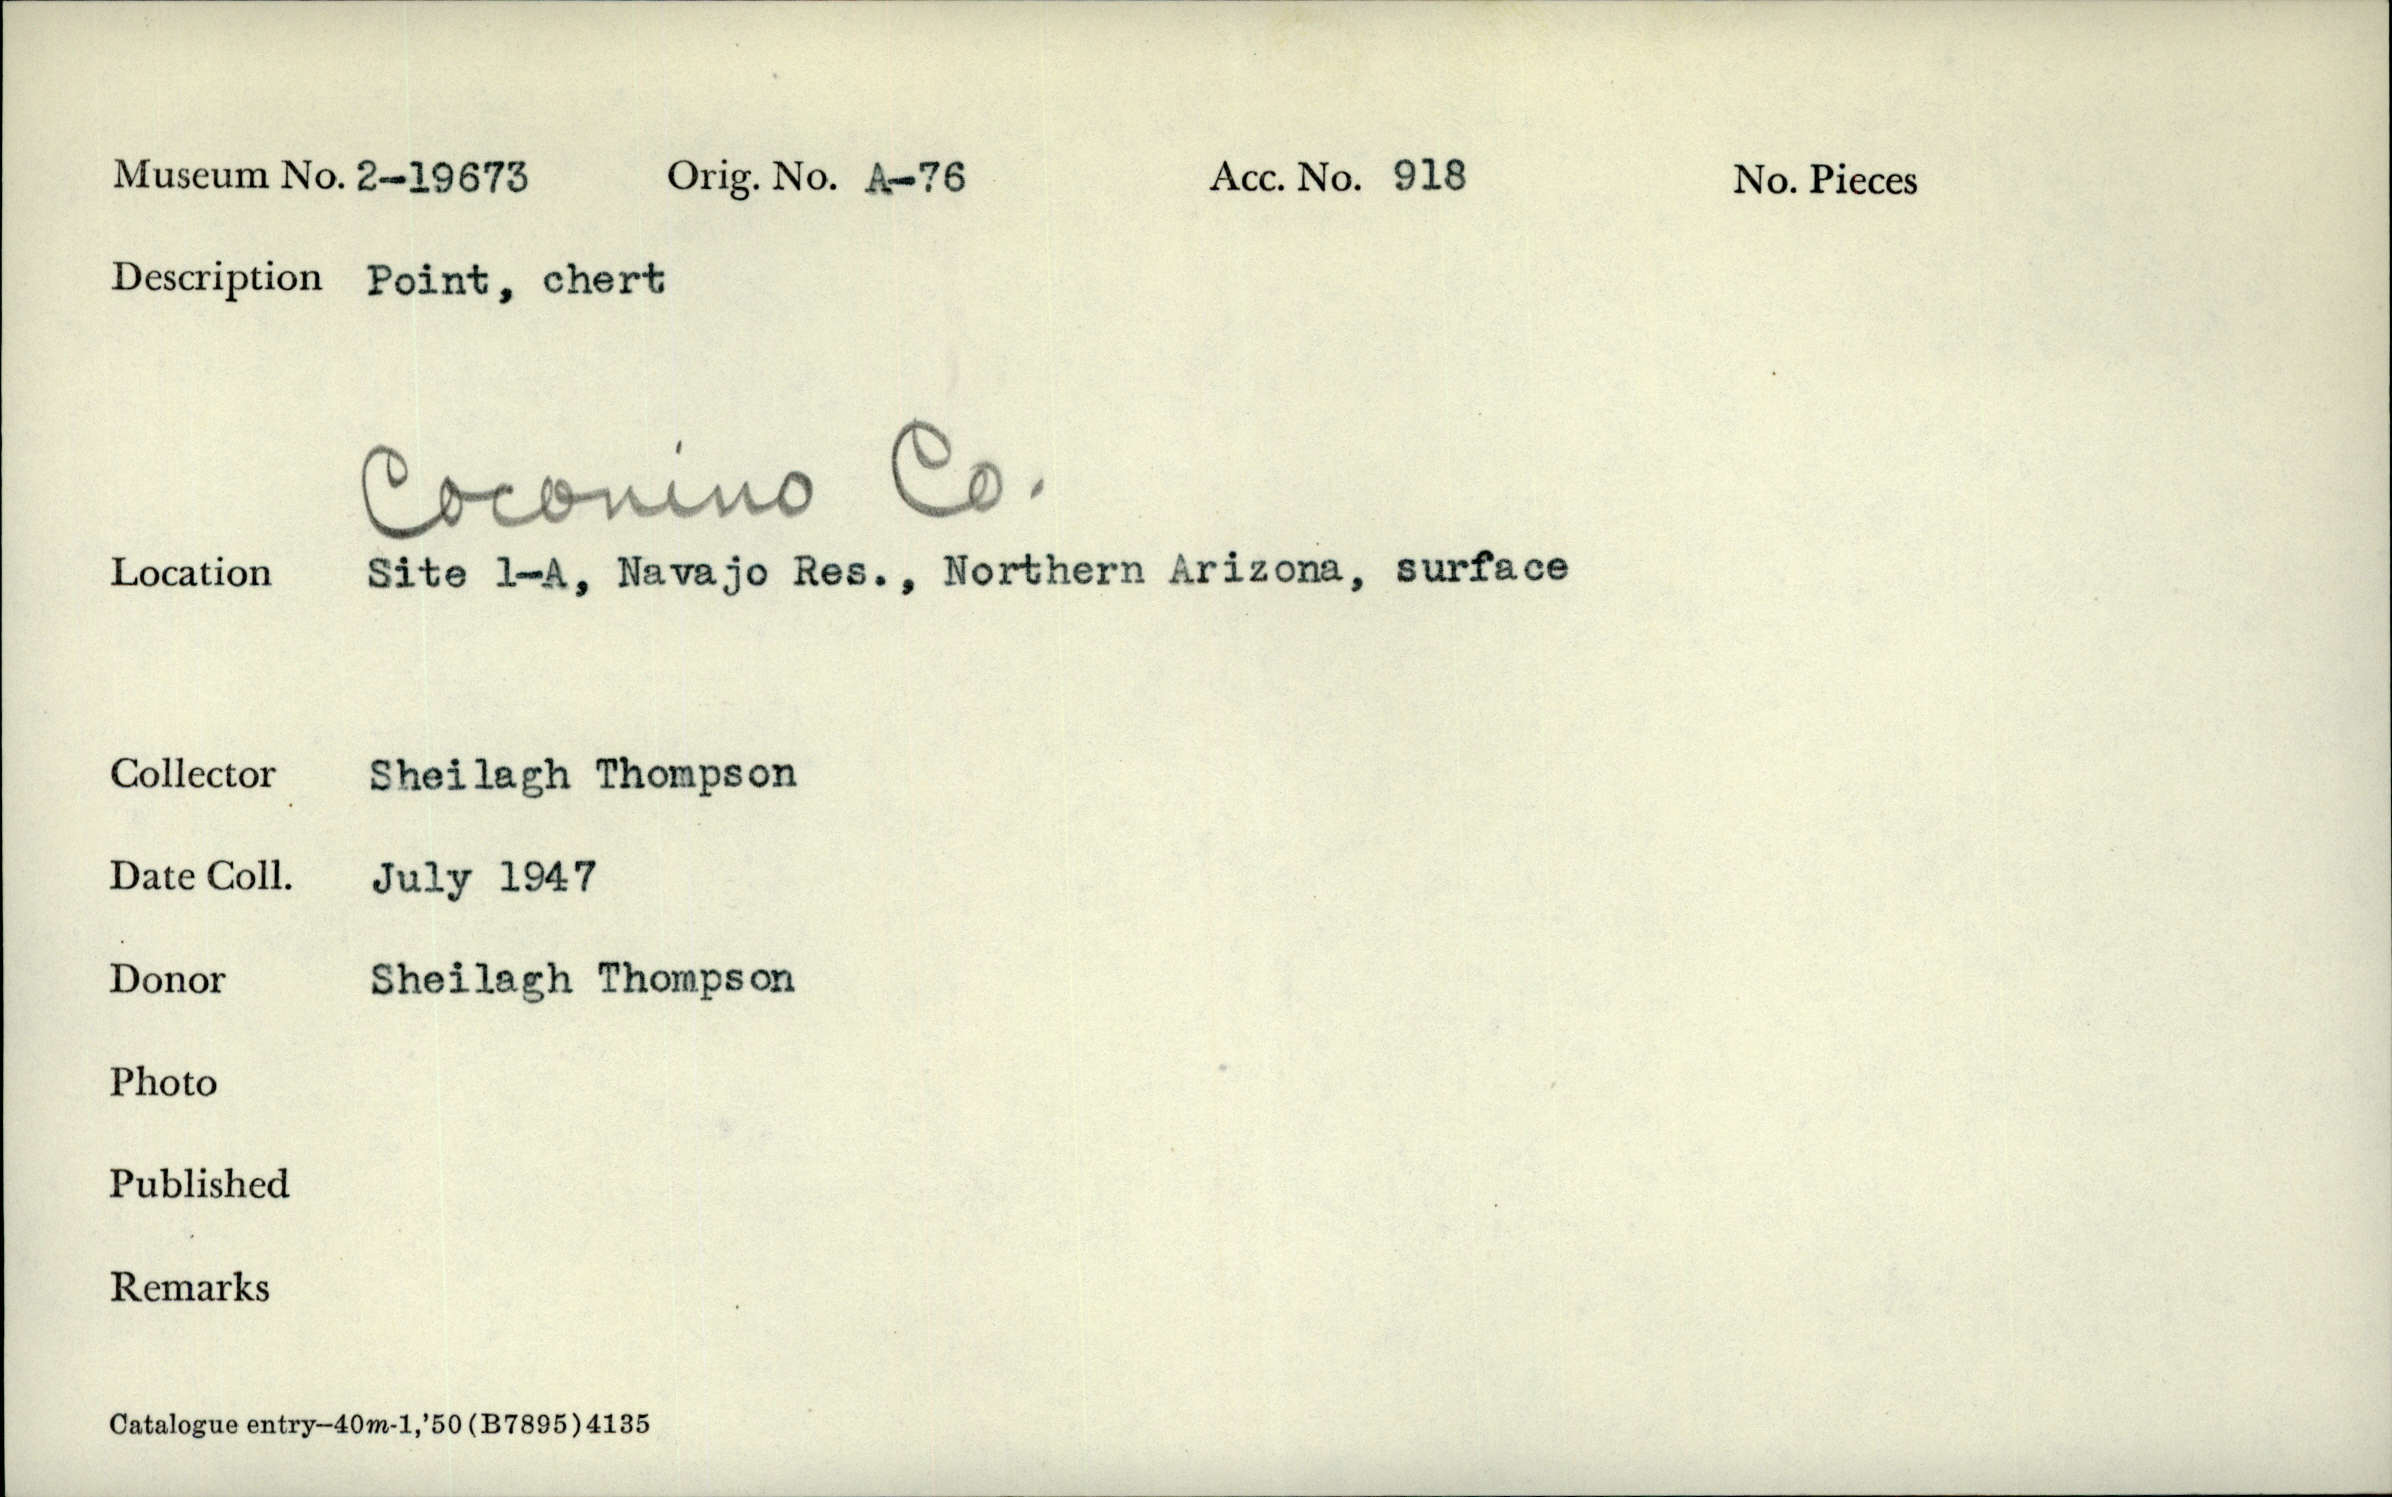 Museum No. 2-19673 Orig. No. A-76 Acc. No. 918 No. Pieces
Description Point, chert
Coconino Co.
Location Site 1-A, Navajo Res., Northern Arizona, surface
Collector Sheilagh Thompson
Date Coll. July 1947
Donor Sheilagh Thompson
Photo
Published
Remarks
Catalogue entry—40m-1,'50(B7895)4135